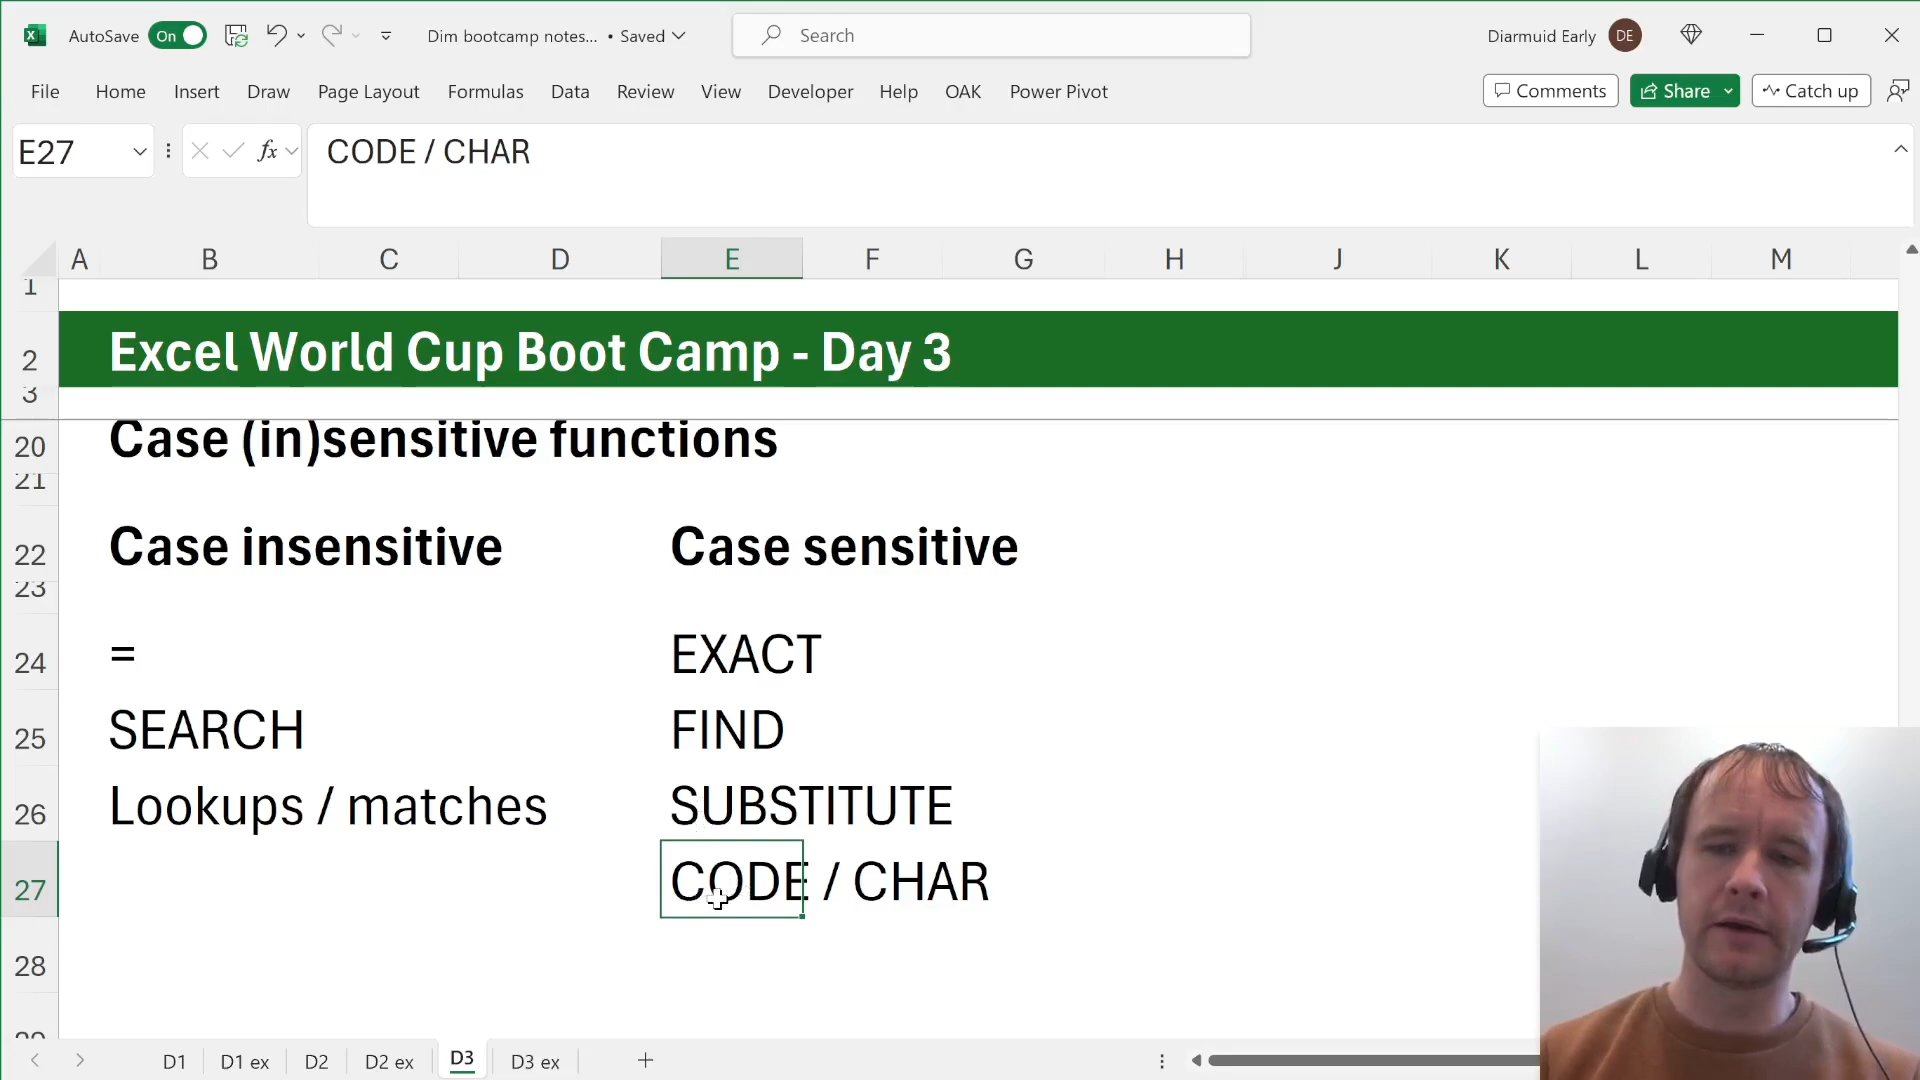 AutoSave On Dim bootcamp notes... • Saved Search Diarmuid Early DE
File Home Insert Draw Page Layout Formulas Data Review View Developer Help OAK Power Pivot Comments Share Catch up
E27 fx CODE / CHAR
A B C D E F G H J K L M
1
2 Excel World Cup Boot Camp - Day 3
3
20 Case (in)sensitive functions
21
22 Case insensitive Case sensitive
23
24 = EXACT
25 SEARCH FIND
26 Lookups / matches SUBSTITUTE
27 CODE / CHAR
28
29
D1 D1 ex D2 D2 ex D3 D3 ex